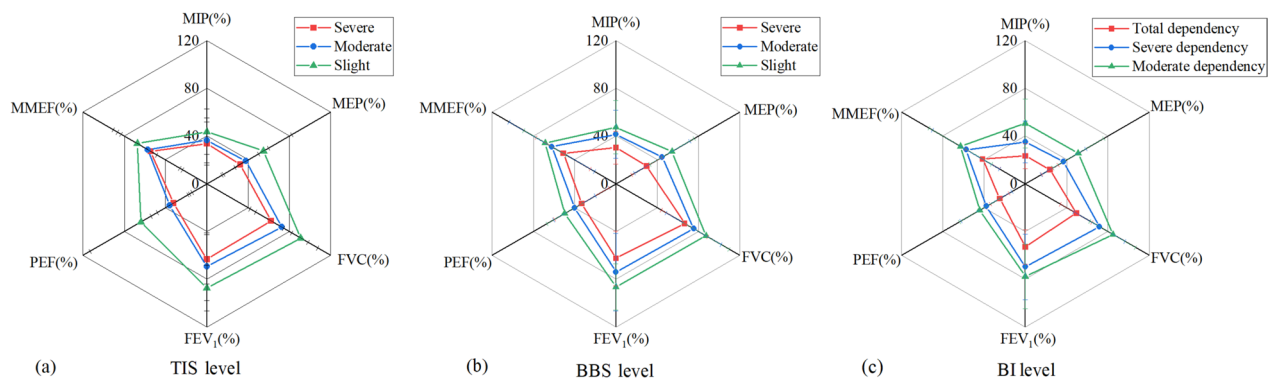 MIP(%)
120
80
40
0
MMEF(%)
MEP(%)
PEF(%)
FVC(%)
FEV₁(%)
Severe
Moderate
Slight
(a)
TIS level
MIP(%)
120
80
40
0
MMEF(%)
MEP(%)
PEF(%)
FVC(%)
FEV₁(%)
Severe
Moderate
Slight
(b)
BBS level
MIP(%)
120
80
40
0
MMEF(%)
MEP(%)
PEF(%)
FVC(%)
FEV₁(%)
Total dependency
Severe dependency
Moderate dependency
(c)
BI level